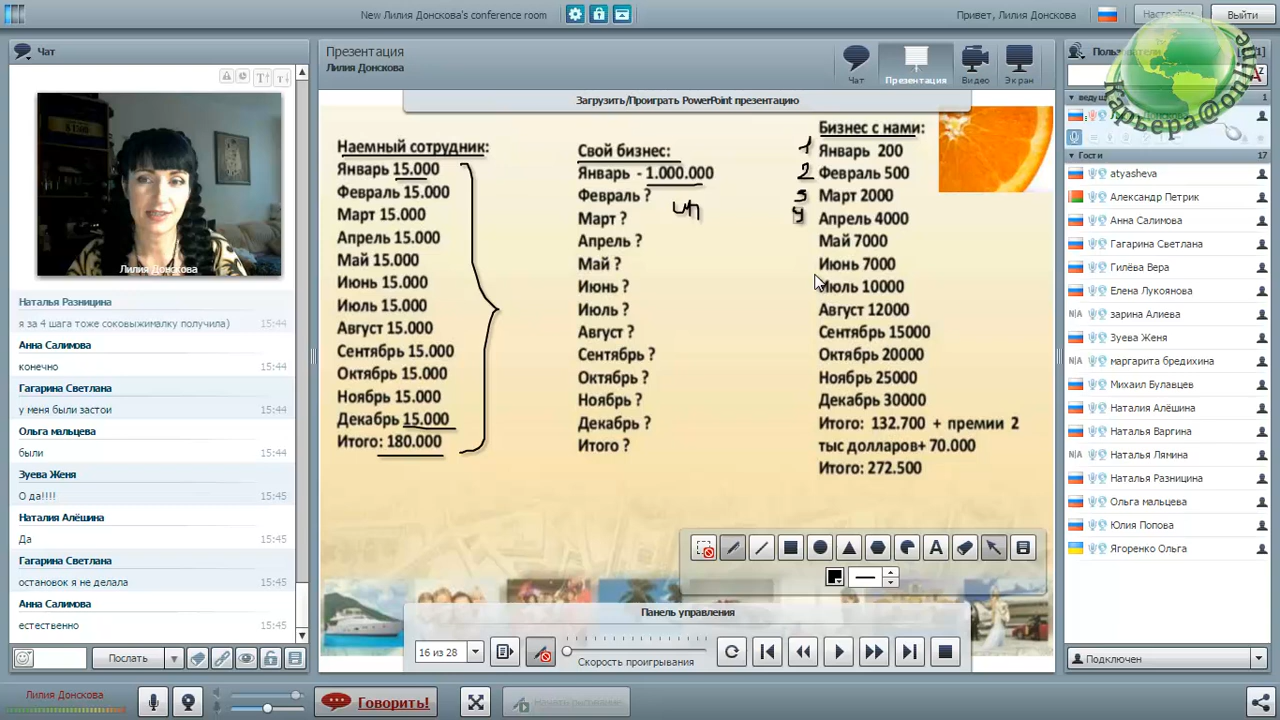 New Лилия Донскова's conference room
Привет, Лилия Донскова
Настройки
Выйти
Карьера@online
Чат
Лилия Донскова
Наталья Разницина
я за 4 шага тоже соковыжималку получила) 15:44
Анна Салимова
конечно 15:44
Гагарина Светлана
у меня были застои 15:44
Ольга мальцева
были 15:44
Зуева Женя
О да!!!! 15:45
Наталия Алёшина
Да 15:45
Гагарина Светлана
остановок я не делала 15:45
Анна Салимова
естественно 15:45
Послать
Презентация
Лилия Донскова
Чат
Презентация
Видео
Экран
Загрузить/Проиграть PowerPoint презентацию
Наемный сотрудник:
Январь 15.000
Февраль 15.000
Март 15.000
Апрель 15.000
Май 15.000
Июнь 15.000
Июль 15.000
Август 15.000
Сентябрь 15.000
Октябрь 15.000
Ноябрь 15.000
Декабрь 15.000
Итого: 180.000
Свой бизнес:
Январь - 1.000.000
Февраль ?
Март ?
ип
Апрель ?
Май ?
Июнь ?
Июль ?
Август ?
Сентябрь ?
Октябрь ?
Ноябрь ?
Декабрь ?
Итого ?
Бизнес с нами:
1 Январь 200
2 Февраль 500
3 Март 2000
4 Апрель 4000
Май 7000
Июнь 7000
Июль 10000
Август 12000
Сентябрь 15000
Октябрь 20000
Ноябрь 25000
Декабрь 30000
Итого: 132.700 + премии 2
тыс долларов+ 70.000
Итого: 272.500
A
Панель управления
16 из 28
Скорость проигрывания
ведущ
1
Гости 17
atyasheva
Александр Петрик
Анна Салимова
Гагарина Светлана
Гилёва Вера
Елена Лукоянова
N/A зарина Алиева
Зуева Женя
N/A маргарита бредихина
Михаил Булавцев
Наталия Алёшина
Наталья Варгина
N/A Наталья Лямина
Наталья Разницина
Ольга мальцева
Юлия Попова
Ягоренко Ольга
Подключен
Лилия Донскова
Говорить!